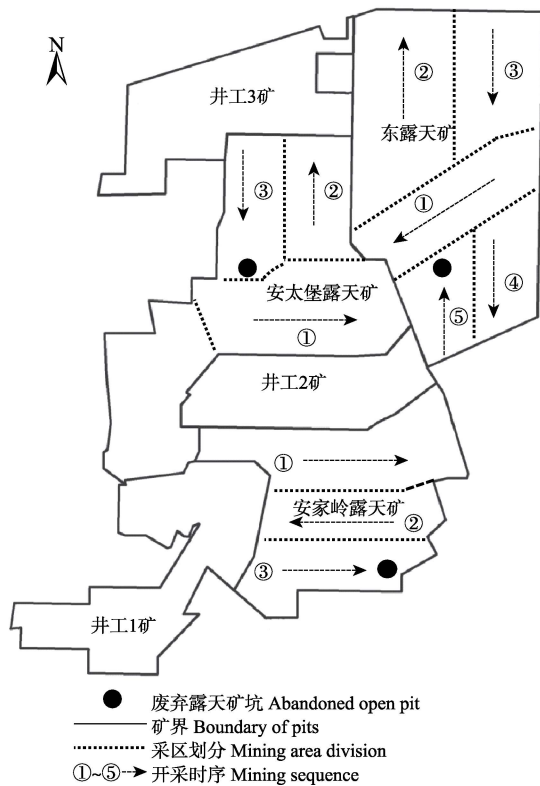 N
井工3矿
②
③
东露天矿
③
②
①
安太堡露天矿
④
⑤
①
井工2矿
①
安家岭露天矿
②
③
井工1矿
废弃露天矿坑 Abandoned open pit
矿界 Boundary of pits
采区划分 Mining area division
①~⑤ 开采时序 Mining sequence